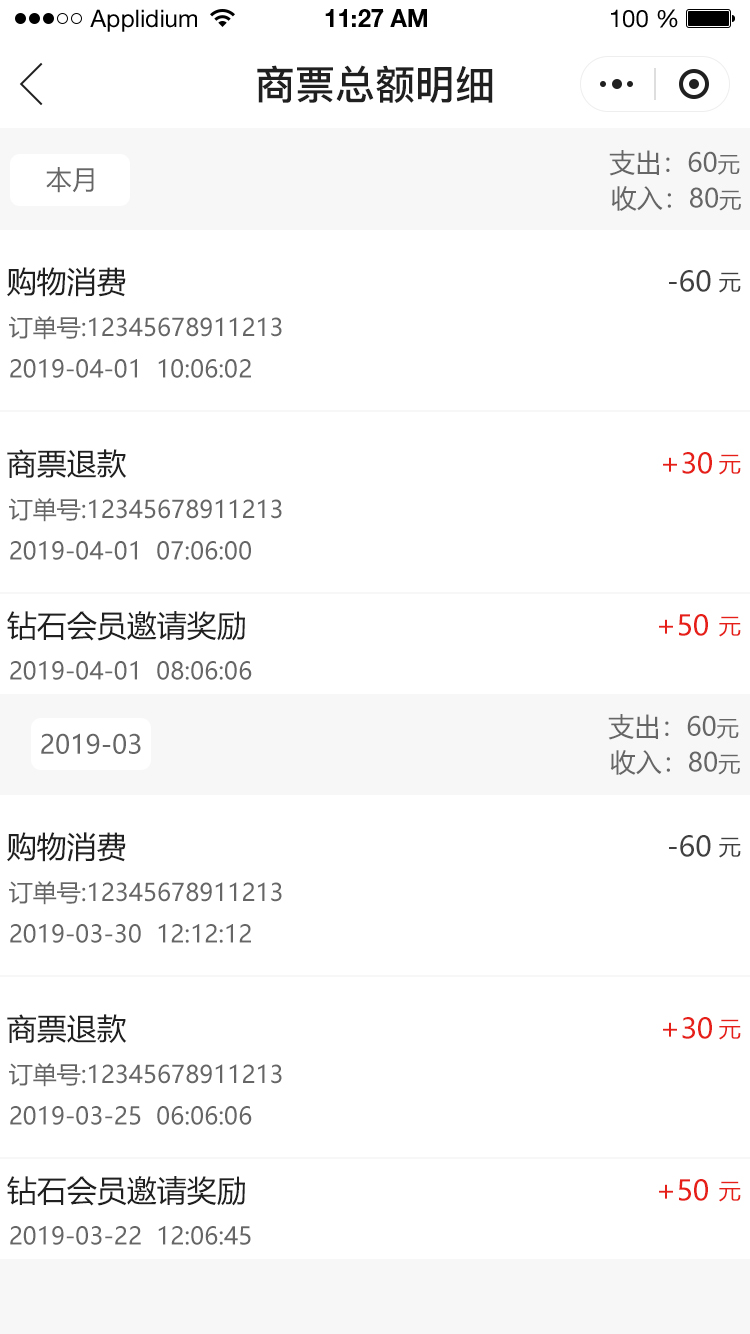 Applidium 11:27 AM 100 %
商票总额明细
本月
支出：60元
收入：80元
购物消费 -60 元
订单号:12345678911213
2019-04-01 10:06:02
商票退款 +30 元
订单号:12345678911213
2019-04-01 07:06:00
钻石会员邀请奖励 +50 元
2019-04-01 08:06:06
2019-03
支出：60元
收入：80元
购物消费 -60 元
订单号:12345678911213
2019-03-30 12:12:12
商票退款 +30 元
订单号:12345678911213
2019-03-25 06:06:06
钻石会员邀请奖励 +50 元
2019-03-22 12:06:45